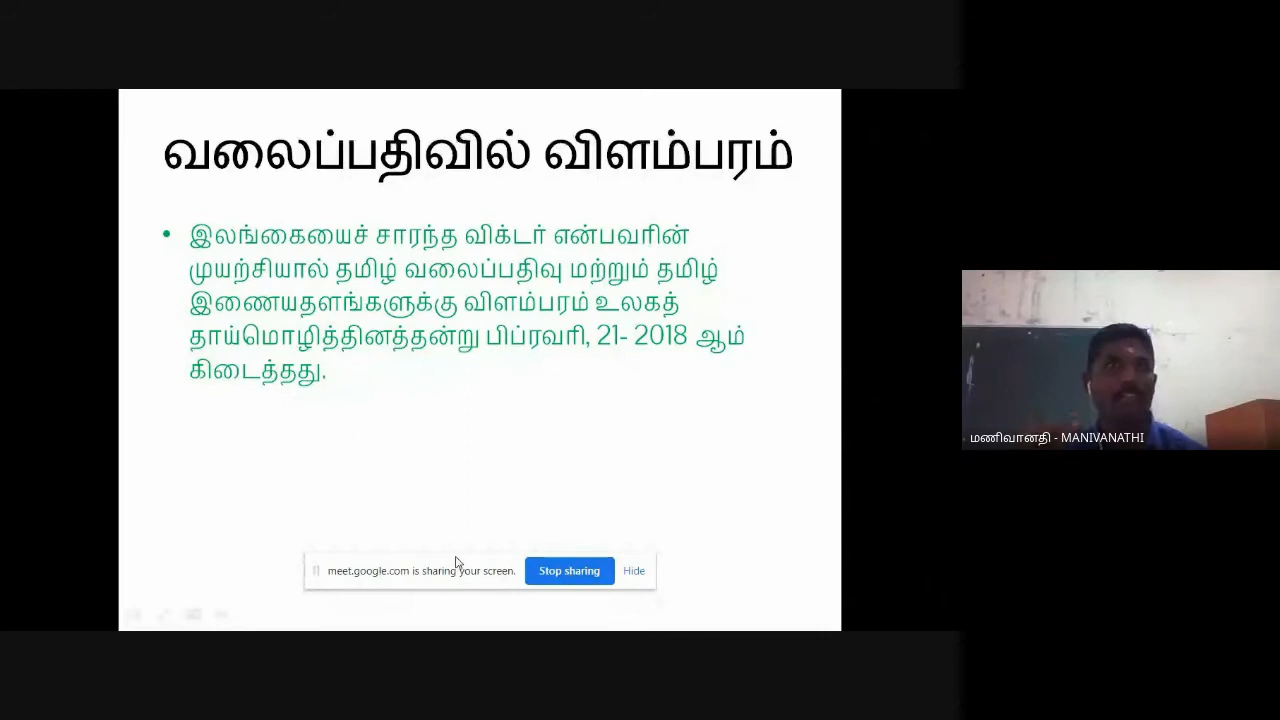 வலைப்பதிவில் விளம்பரம்
• இலங்கையைச் சாரந்த விக்டர் என்பவரின்
முயற்சியால் தமிழ் வலைப்பதிவு மற்றும் தமிழ்
இணையதளங்களுக்கு விளம்பரம் உலகத்
தாய்மொழித்தினத்தன்று பிப்ரவரி, 21- 2018 ஆம்
கிடைத்தது.
மணிவானதி - MANIVANATHI
meet.google.com is sharing your screen. Stop sharing Hide